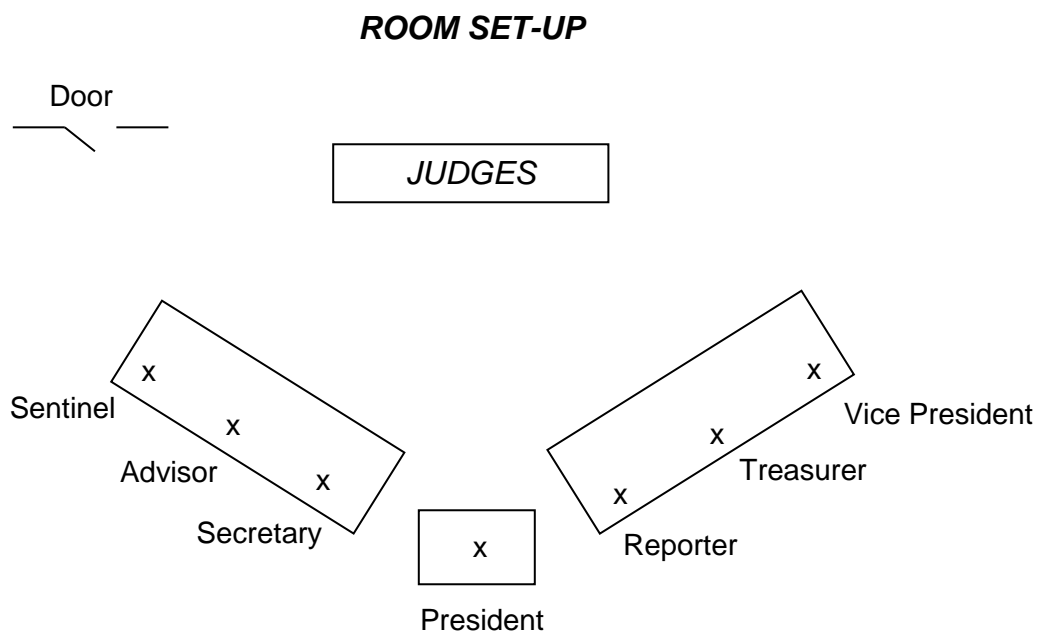 ROOM SET-UP
Door
JUDGES
x
x
Sentinel
Vice President
x
x
Advisor
Treasurer
x
x
Secretary
Reporter
x
President